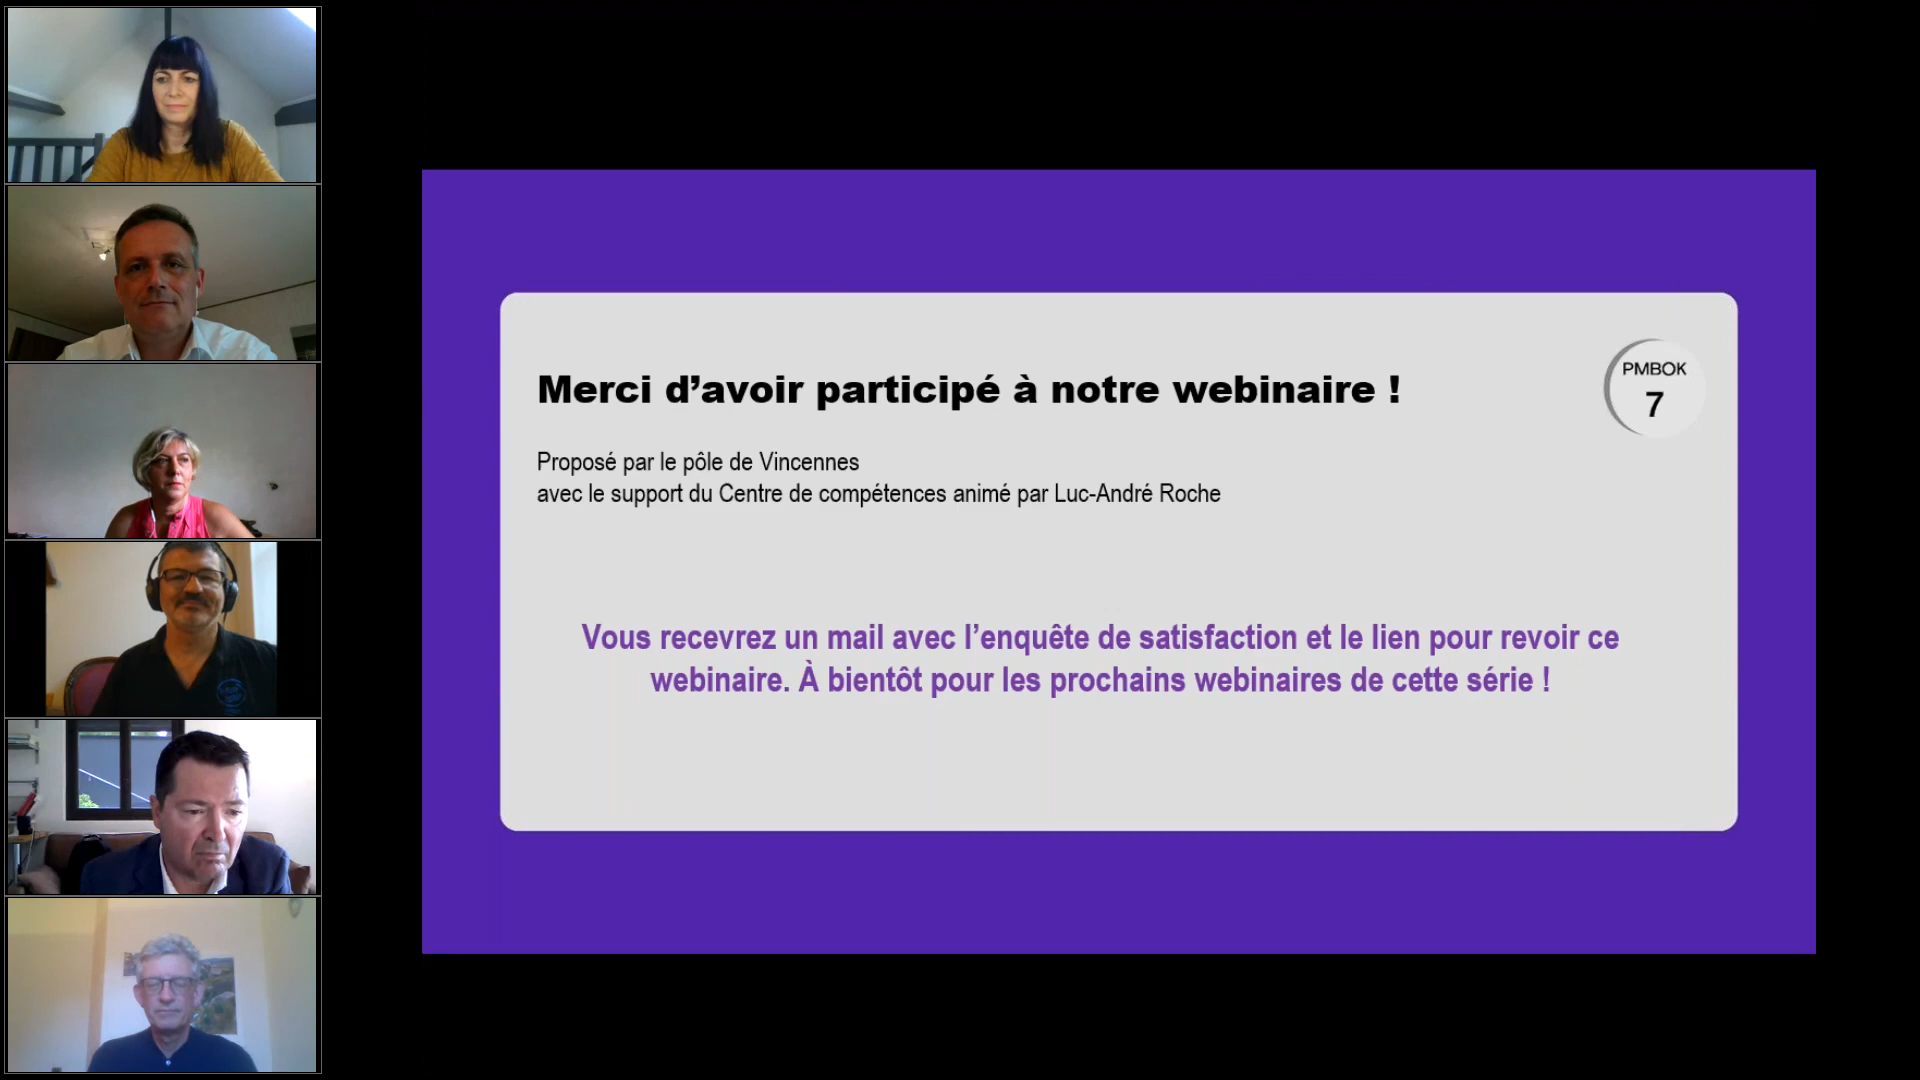 Merci d’avoir participé à notre webinaire !
PMBOK
7
Proposé par le pôle de Vincennes
avec le support du Centre de compétences animé par Luc-André Roche
Vous recevrez un mail avec l’enquête de satisfaction et le lien pour revoir ce
webinaire. À bientôt pour les prochains webinaires de cette série !